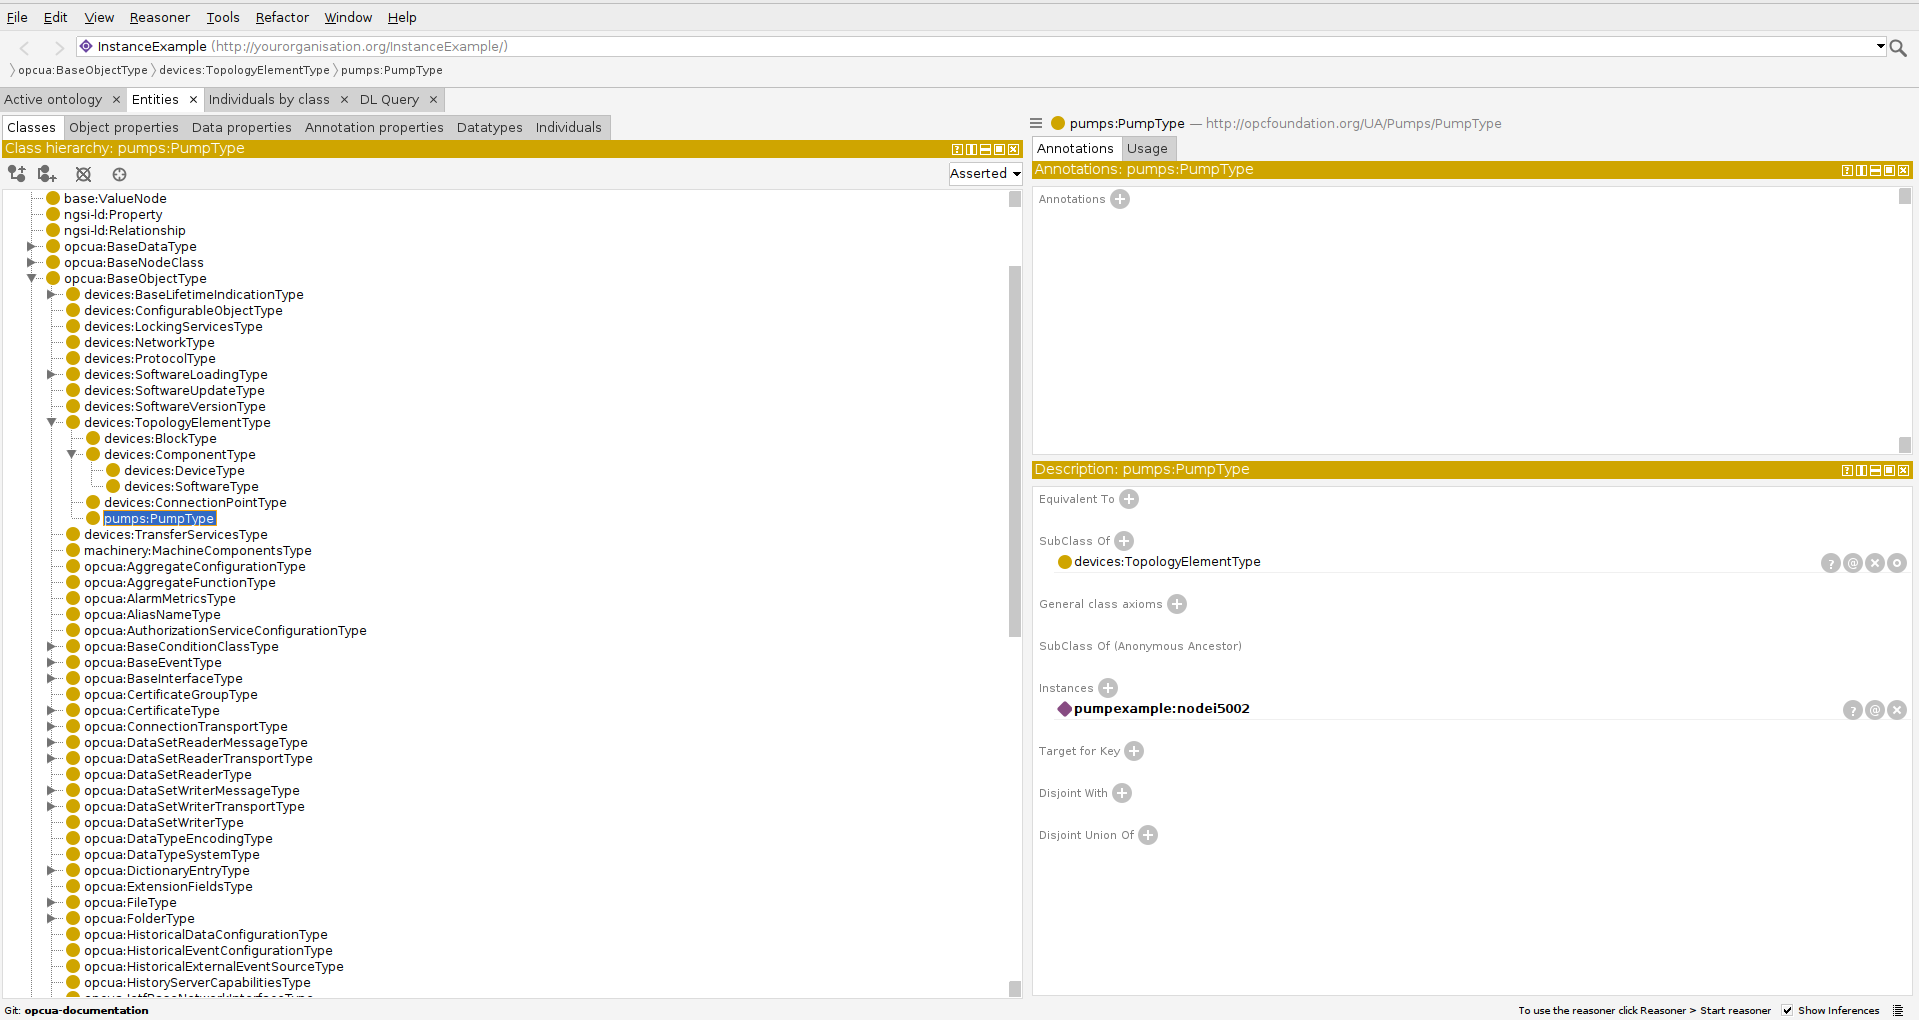 File Edit View Reasoner Tools Refactor Window Help
InstanceExample (http://yourorganisation.org/InstanceExample/)
opcua:BaseObjectType devices:TopologyElementType pumps:PumpType
Active ontology Entities Individuals by class DL Query
Classes Object properties Data properties Annotation properties Datatypes Individuals
Class hierarchy: pumps:PumpType
Asserted
base:ValueNode
ngsi-ld:Property
ngsi-ld:Relationship
opcua:BaseDataType
opcua:BaseNodeClass
opcua:BaseObjectType
devices:BaseLifetimeIndicationType
devices:ConfigurableObjectType
devices:LockingServicesType
devices:NetworkType
devices:ProtocolType
devices:SoftwareLoadingType
devices:SoftwareUpdateType
devices:SoftwareVersionType
devices:TopologyElementType
devices:BlockType
devices:ComponentType
devices:DeviceType
devices:SoftwareType
devices:ConnectionPointType
pumps:PumpType
devices:TransferServicesType
machinery:MachineComponentsType
opcua:AggregateConfigurationType
opcua:AggregateFunctionType
opcua:AlarmMetricsType
opcua:AliasNameType
opcua:AuthorizationServiceConfigurationType
opcua:BaseConditionClassType
opcua:BaseEventType
opcua:BaseInterfaceType
opcua:CertificateGroupType
opcua:CertificateType
opcua:ConnectionTransportType
opcua:DataSetReaderMessageType
opcua:DataSetReaderTransportType
opcua:DataSetReaderType
opcua:DataSetWriterMessageType
opcua:DataSetWriterTransportType
opcua:DataSetWriterType
opcua:DataTypeEncodingType
opcua:DataTypeSystemType
opcua:DictionaryEntryType
opcua:ExtensionFieldsType
opcua:FileType
opcua:FolderType
opcua:HistoricalDataConfigurationType
opcua:HistoricalEventConfigurationType
opcua:HistoricalExternalEventSourceType
opcua:HistoryServerCapabilitiesType
pumps:PumpType — http://opcfoundation.org/UA/Pumps/PumpType
Annotations Usage
Annotations: pumps:PumpType
Annotations
Description: pumps:PumpType
Equivalent To
SubClass Of
devices:TopologyElementType
General class axioms
SubClass Of (Anonymous Ancestor)
Instances
pumpexample:nodei5002
Target for Key
Disjoint With
Disjoint Union Of
Git: opcua-documentation
To use the reasoner click Reasoner > Start reasoner Show Inferences